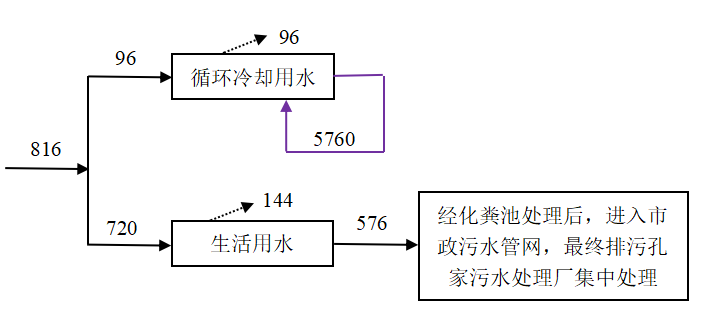 96
96
循环冷却用水
5760
816
144
720
576
生活用水
经化粪池处理后，进入市
政污水管网，最终排污孔
家污水处理厂集中处理